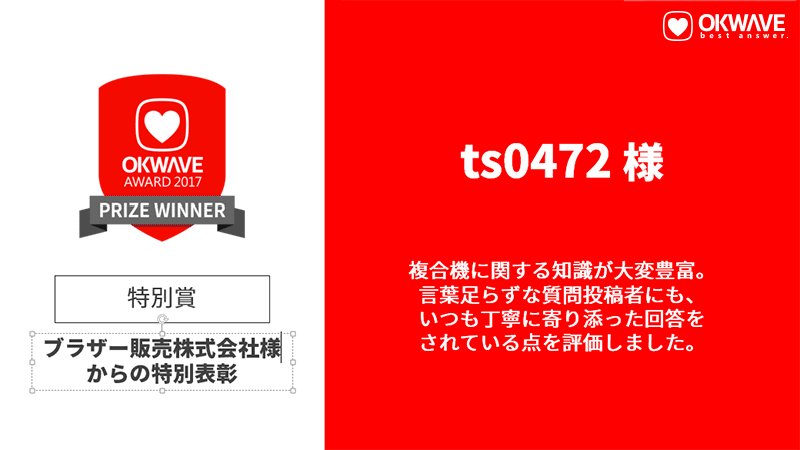 OKWAVE
AWARD 2017
PRIZE WINNER
特別賞
ブラザー販売株式会社様
からの特別表彰
OKWAVE
best answer.
ts0472 様
複合機に関する知識が大変豊富。
言葉足らずな質問投稿者にも、
いつも丁寧に寄り添った回答を
されている点を評価しました。